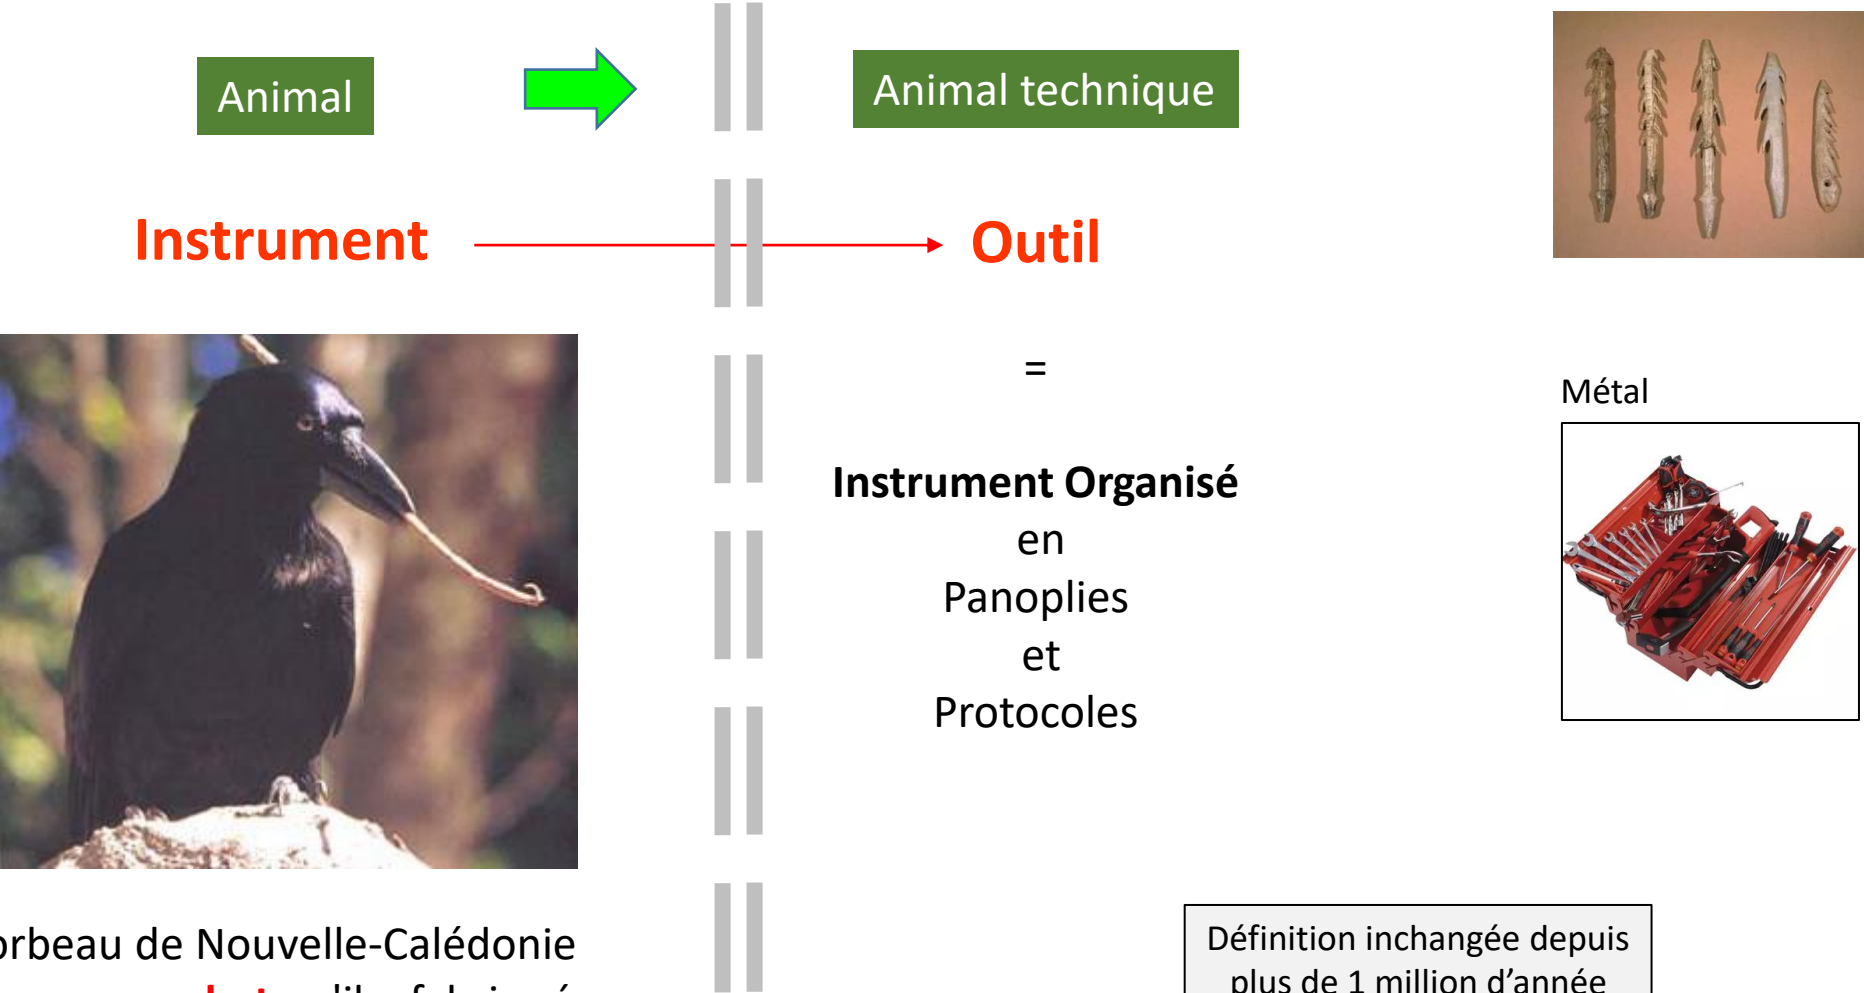 Animal
Animal technique
Instrument
Outil
=
Métal
Instrument Organisé
en
Panoplies
et
Protocoles
orbeau de Nouvelle-Calédonie
Définition inchangée depuis
plus de 1 million d'année